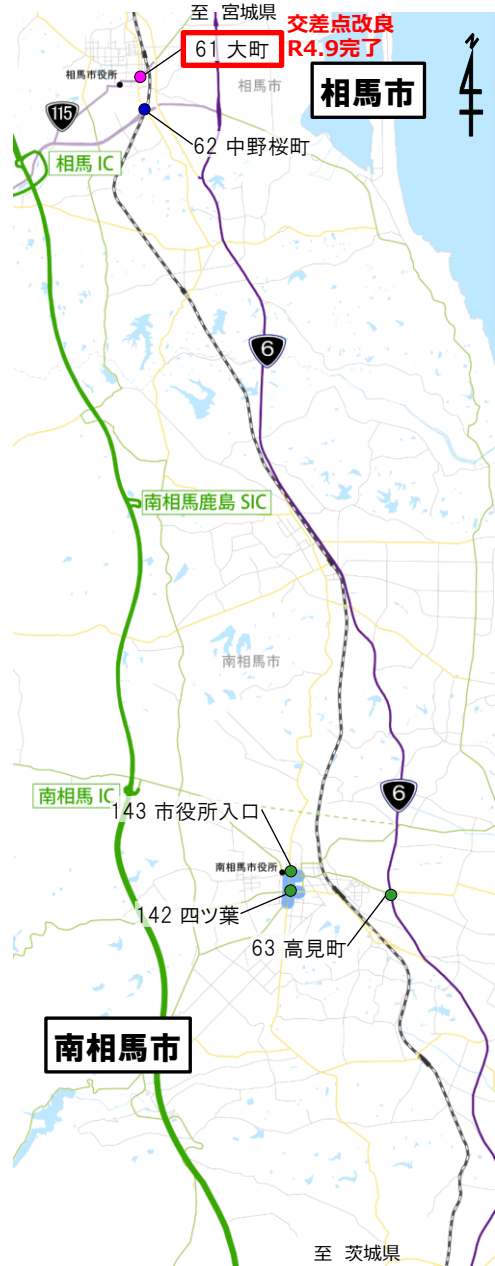 至 宮城県
交差点改良
R4.9完了
61 大町
相馬市役所
相馬市
相馬市
115
62 中野桜町
相馬 IC
6
南相馬鹿島 SIC
南相馬市
南相馬 IC
6
143 市役所入口
南相馬市役所
142 四ツ葉
63 高見町
南相馬市
至 茨城県